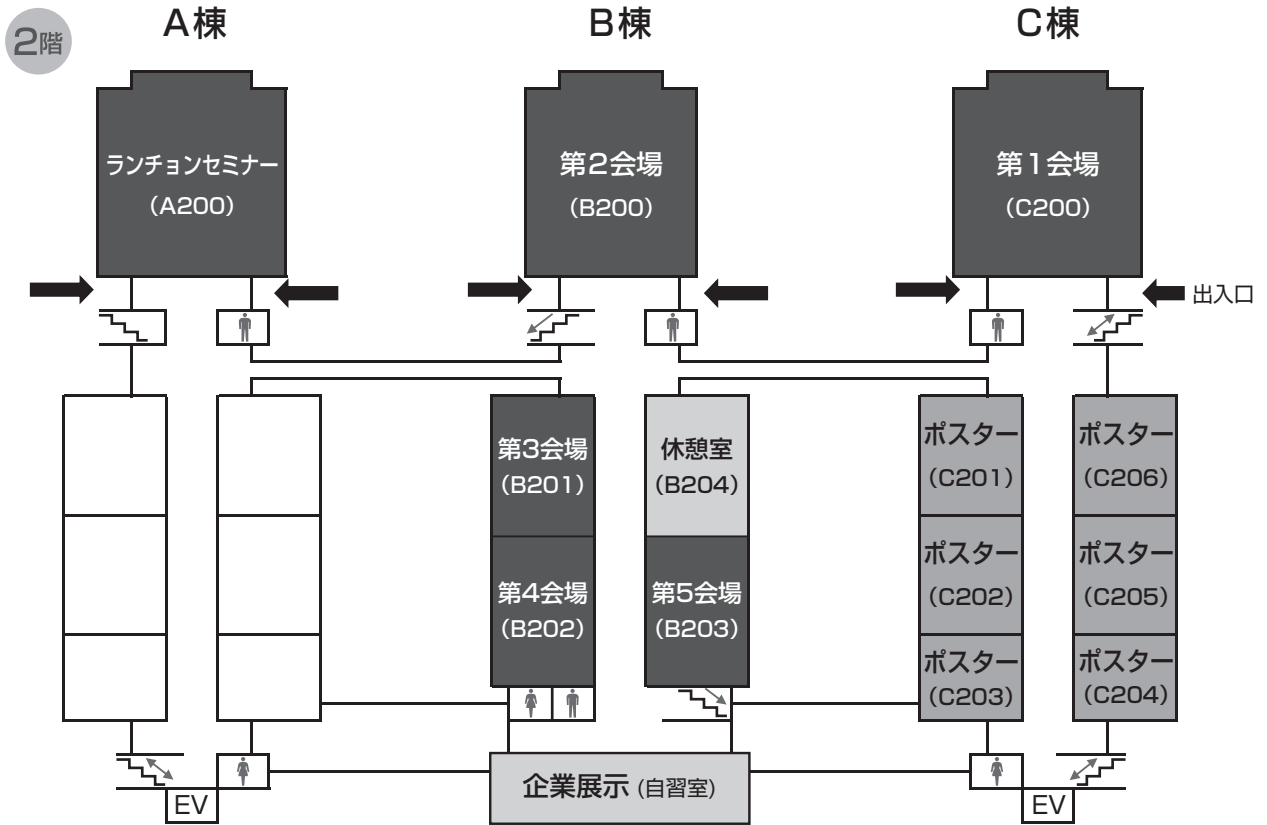 2階
A棟
B棟
C棟
ランチョンセミナー
（A200）
第2会場
（B200）
第1会場
（C200）
出入口
第3会場
（B201）
休憩室
（B204）
ポスター
（C201）
ポスター
（C206）
第4会場
（B202）
第5会場
（B203）
ポスター
（C202）
ポスター
（C205）
ポスター
（C203）
ポスター
（C204）
企業展示 (自習室)
EV
EV